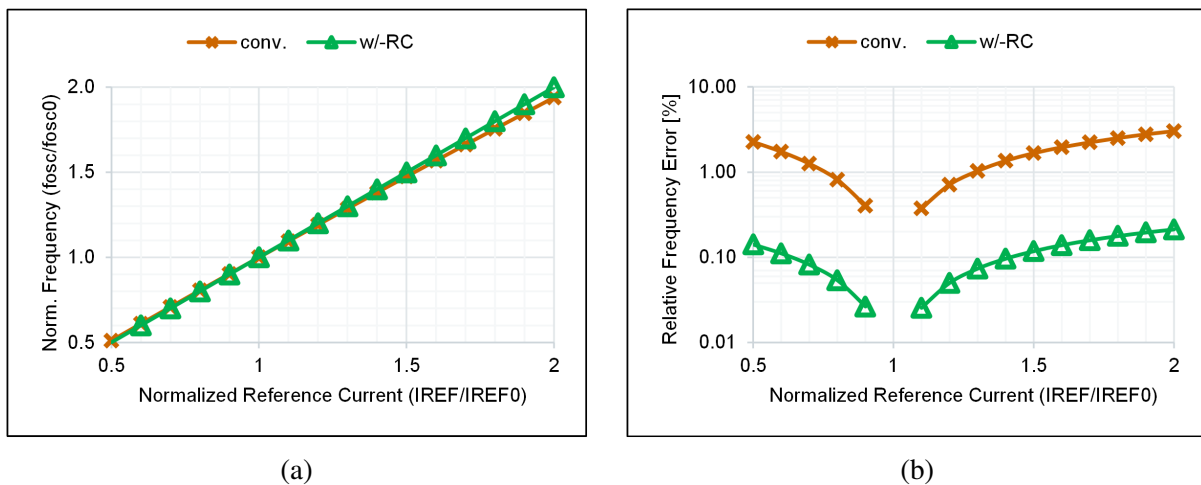 conv. w/-RC
Norm. Frequency (fosc/fosc0)
2.0
1.5
1.0
0.5
0.5 1 1.5 2
Normalized Reference Current (IREF/IREF0)
(a)
conv. w/-RC
Relative Frequency Error [%]
10.00
1.00
0.10
0.01
0.5 1 1.5 2
Normalized Reference Current (IREF/IREF0)
(b)